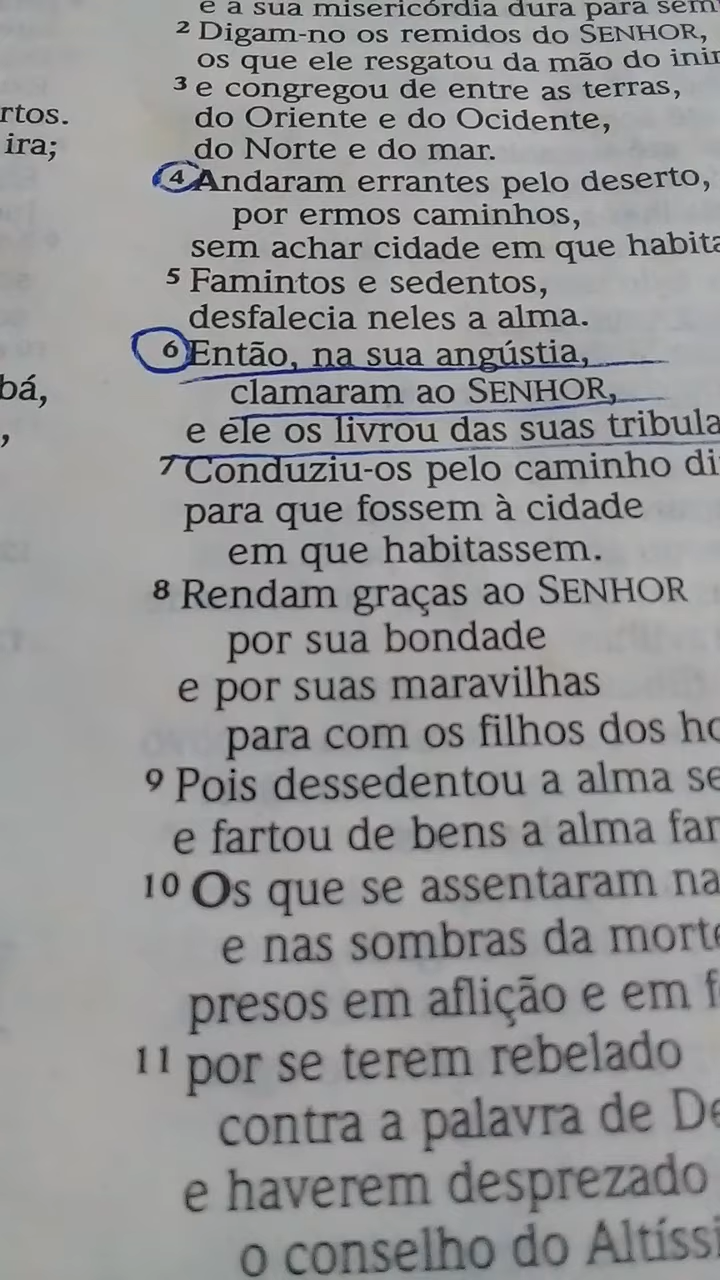 rtos.
ira;
bá,
,
e a sua misericórdia dura para sem
2 Digam-no os remidos do SENHOR,
os que ele resgatou da mão do inim
3 e congregou de entre as terras,
do Oriente e do Ocidente,
do Norte e do mar.
4 Andaram errantes pelo deserto,
por ermos caminhos,
sem achar cidade em que habita
5 Famintos e sedentos,
desfalecia neles a alma.
6 Então, na sua angústia,
clamaram ao SENHOR,
e ele os livrou das suas tribula
7 Conduziu-os pelo caminho di
para que fossem à cidade
em que habitassem.
8 Rendam graças ao SENHOR
por sua bondade
e por suas maravilhas
para com os filhos dos ho
9 Pois dessedentou a alma se
e fartou de bens a alma fam
10 Os que se assentaram na
e nas sombras da morte
presos em aflição e em f
11 por se terem rebelado
contra a palavra de De
e haverem desprezado
o conselho do Altíssi